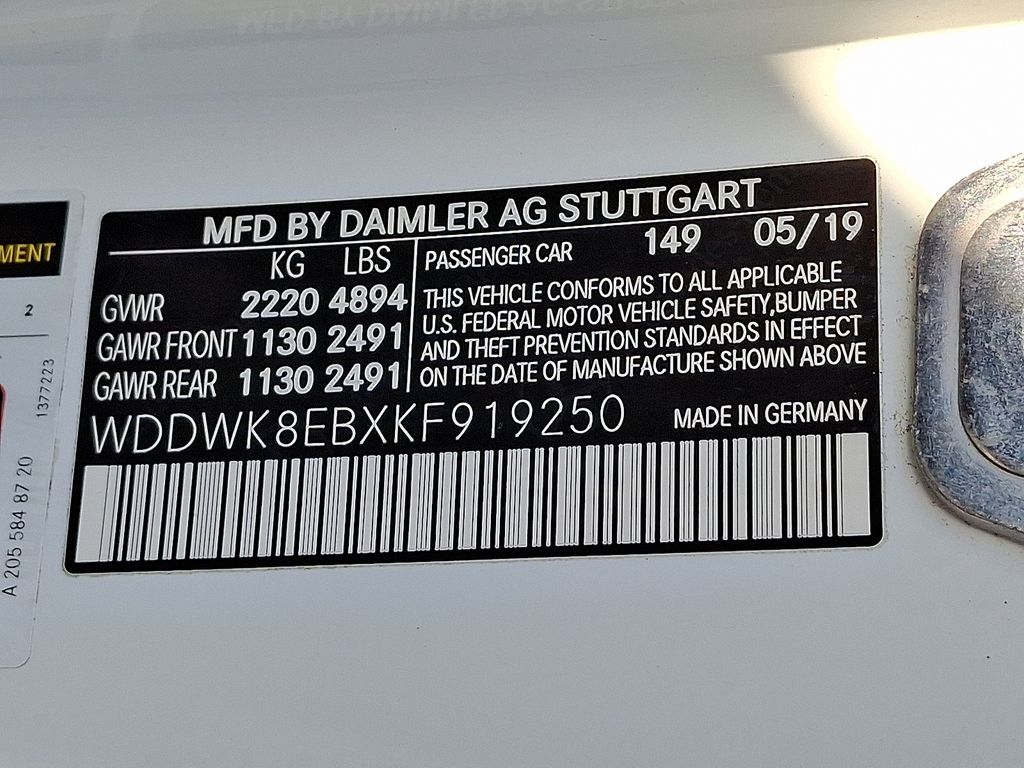 MFD BY DAIMLER AG STUTTGART
KG LBS
GVWR 2220 4894
GAWR FRONT 1130 2491
GAWR REAR 1130 2491
PASSENGER CAR 149 05/19
THIS VEHICLE CONFORMS TO ALL APPLICABLE
U.S. FEDERAL MOTOR VEHICLE SAFETY,BUMPER
AND THEFT PREVENTION STANDARDS IN EFFECT
ON THE DATE OF MANUFACTURE SHOWN ABOVE
WDDWK8EBXKF919250 MADE IN GERMANY
MENT
2
1377223
A 205 584 87 20